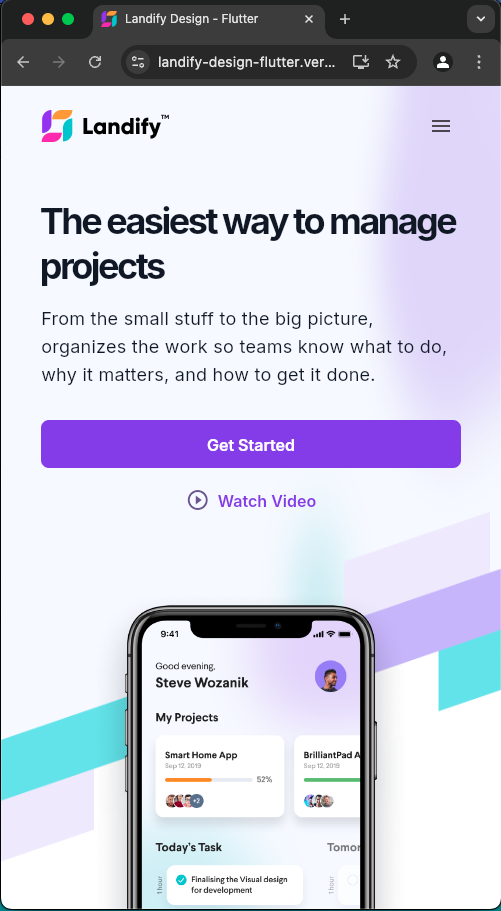 Landify Design - Flutter
landify-design-flutter.ver...
Landify™
The easiest way to manage
projects
From the small stuff to the big picture,
organizes the work so teams know what to do,
why it matters, and how to get it done.
Get Started
Watch Video
9:41
Good evening,
Steve Wozanik
My Projects
Smart Home App
BrilliantPad A
Sep 12, 2019
Sep 12, 2019
52%
+2
Today's Task
Tomor
1 hour
Finalising the Visual design
for development
1 hour